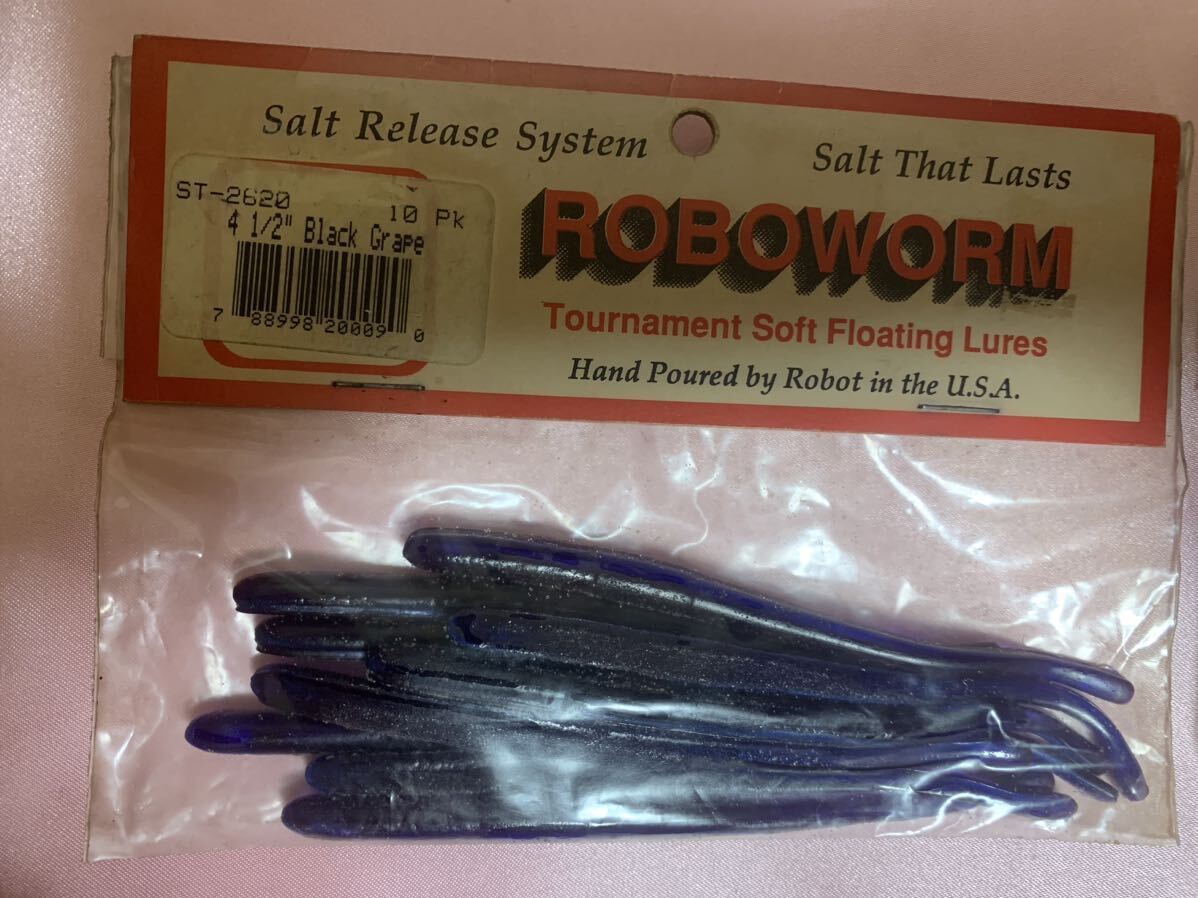 Salt Release System
Salt That Lasts
ST-2620 10 Pk
4 1/2" Black Grape
7 88998 20009 0
ROBOWORM
Tournament Soft Floating Lures
Hand Poured by Robot in the U.S.A.